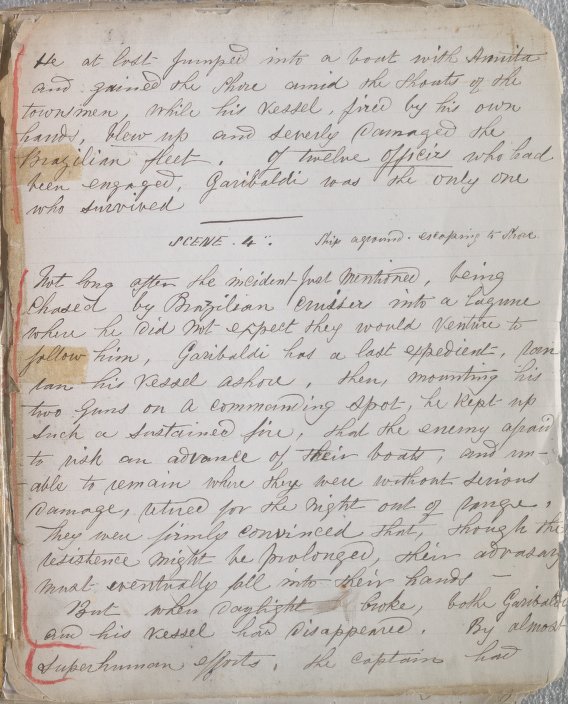 He at last jumped into a boat with Anita
and gained the shore amid the shouts of the
townsmen, while his vessel, fired by his own
hands, blew up and severly damaged the
Brazilian fleet. Of twelve officers who had
been engaged, Garibaldi was the only one
who survived
SCENE. 4". Ship aground. escaping to shore
Not long after the incident just mentioned, being
chased by Brazilian cruiser into a lagune
where he did not expect they would venture to
follow him, Garibaldi has a last expedient, ran
ran his vessel ashore, then, mounting his
two guns on a commanding spot, he kept up
such a sustained fire, that the enemy afraid
to risk an advance of their boats, and un-
able to remain where they were without serious
damage, retired for the night out of range.
They were firmly convinced that, though the
resistence might be prolonged, their advasary
must eventually fall into their hands –
But when daylight broke, bothe Garibaldi
and his vessel had disappeared. By almost
superhuman efforts, the captain had